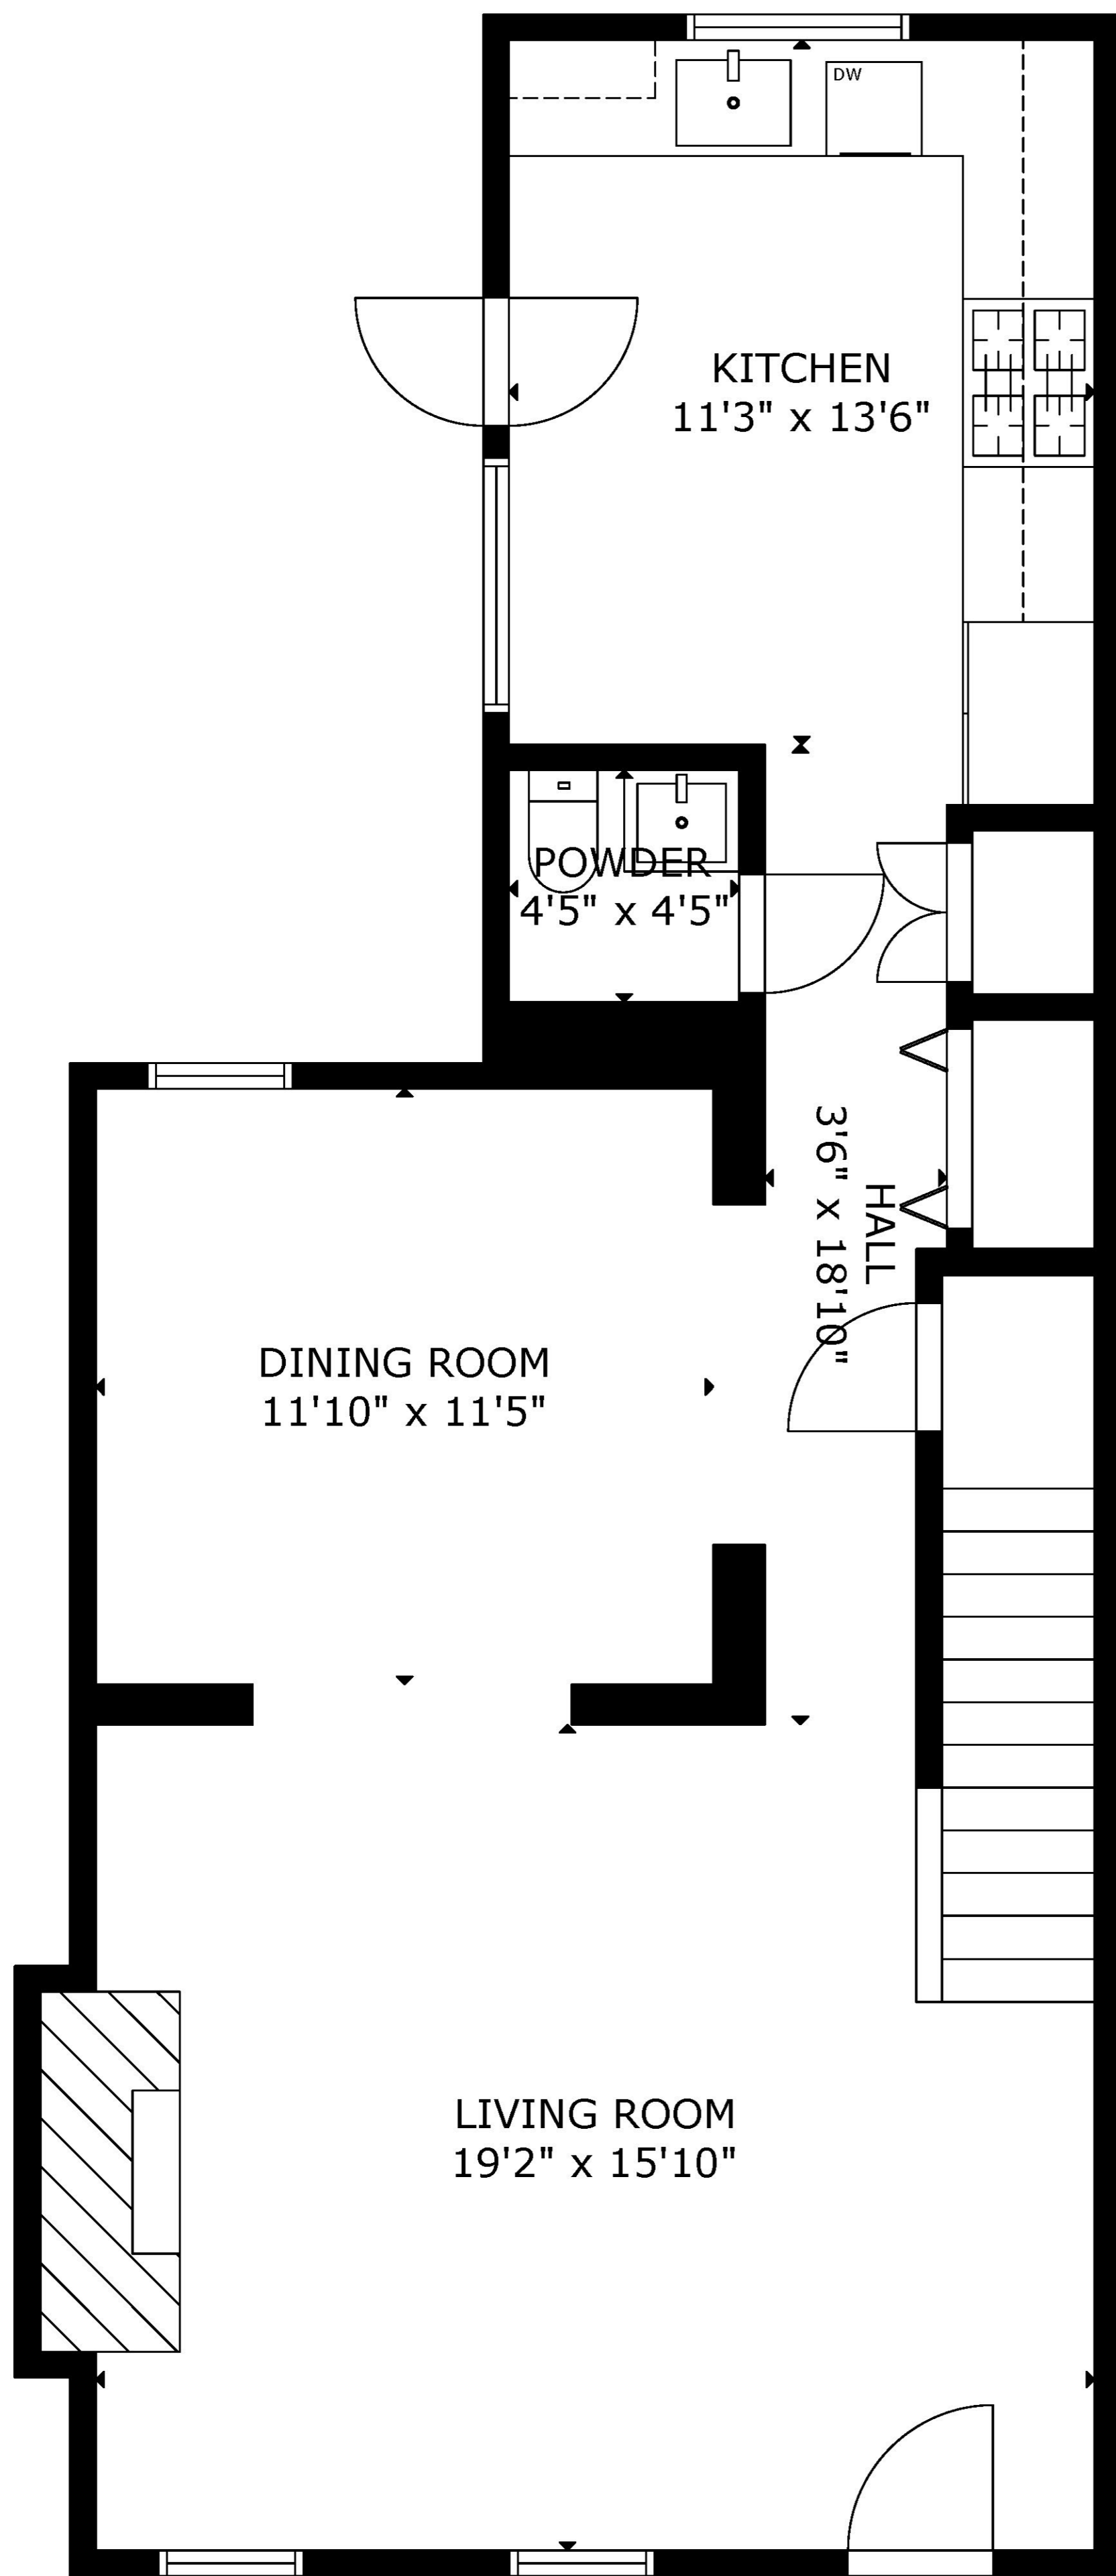 DW
KITCHEN
11'3" x 13'6"
POWDER
4'5" x 4'5"
HALL
3'6" x 18'10"
DINING ROOM
11'10" x 11'5"
LIVING ROOM
19'2" x 15'10"